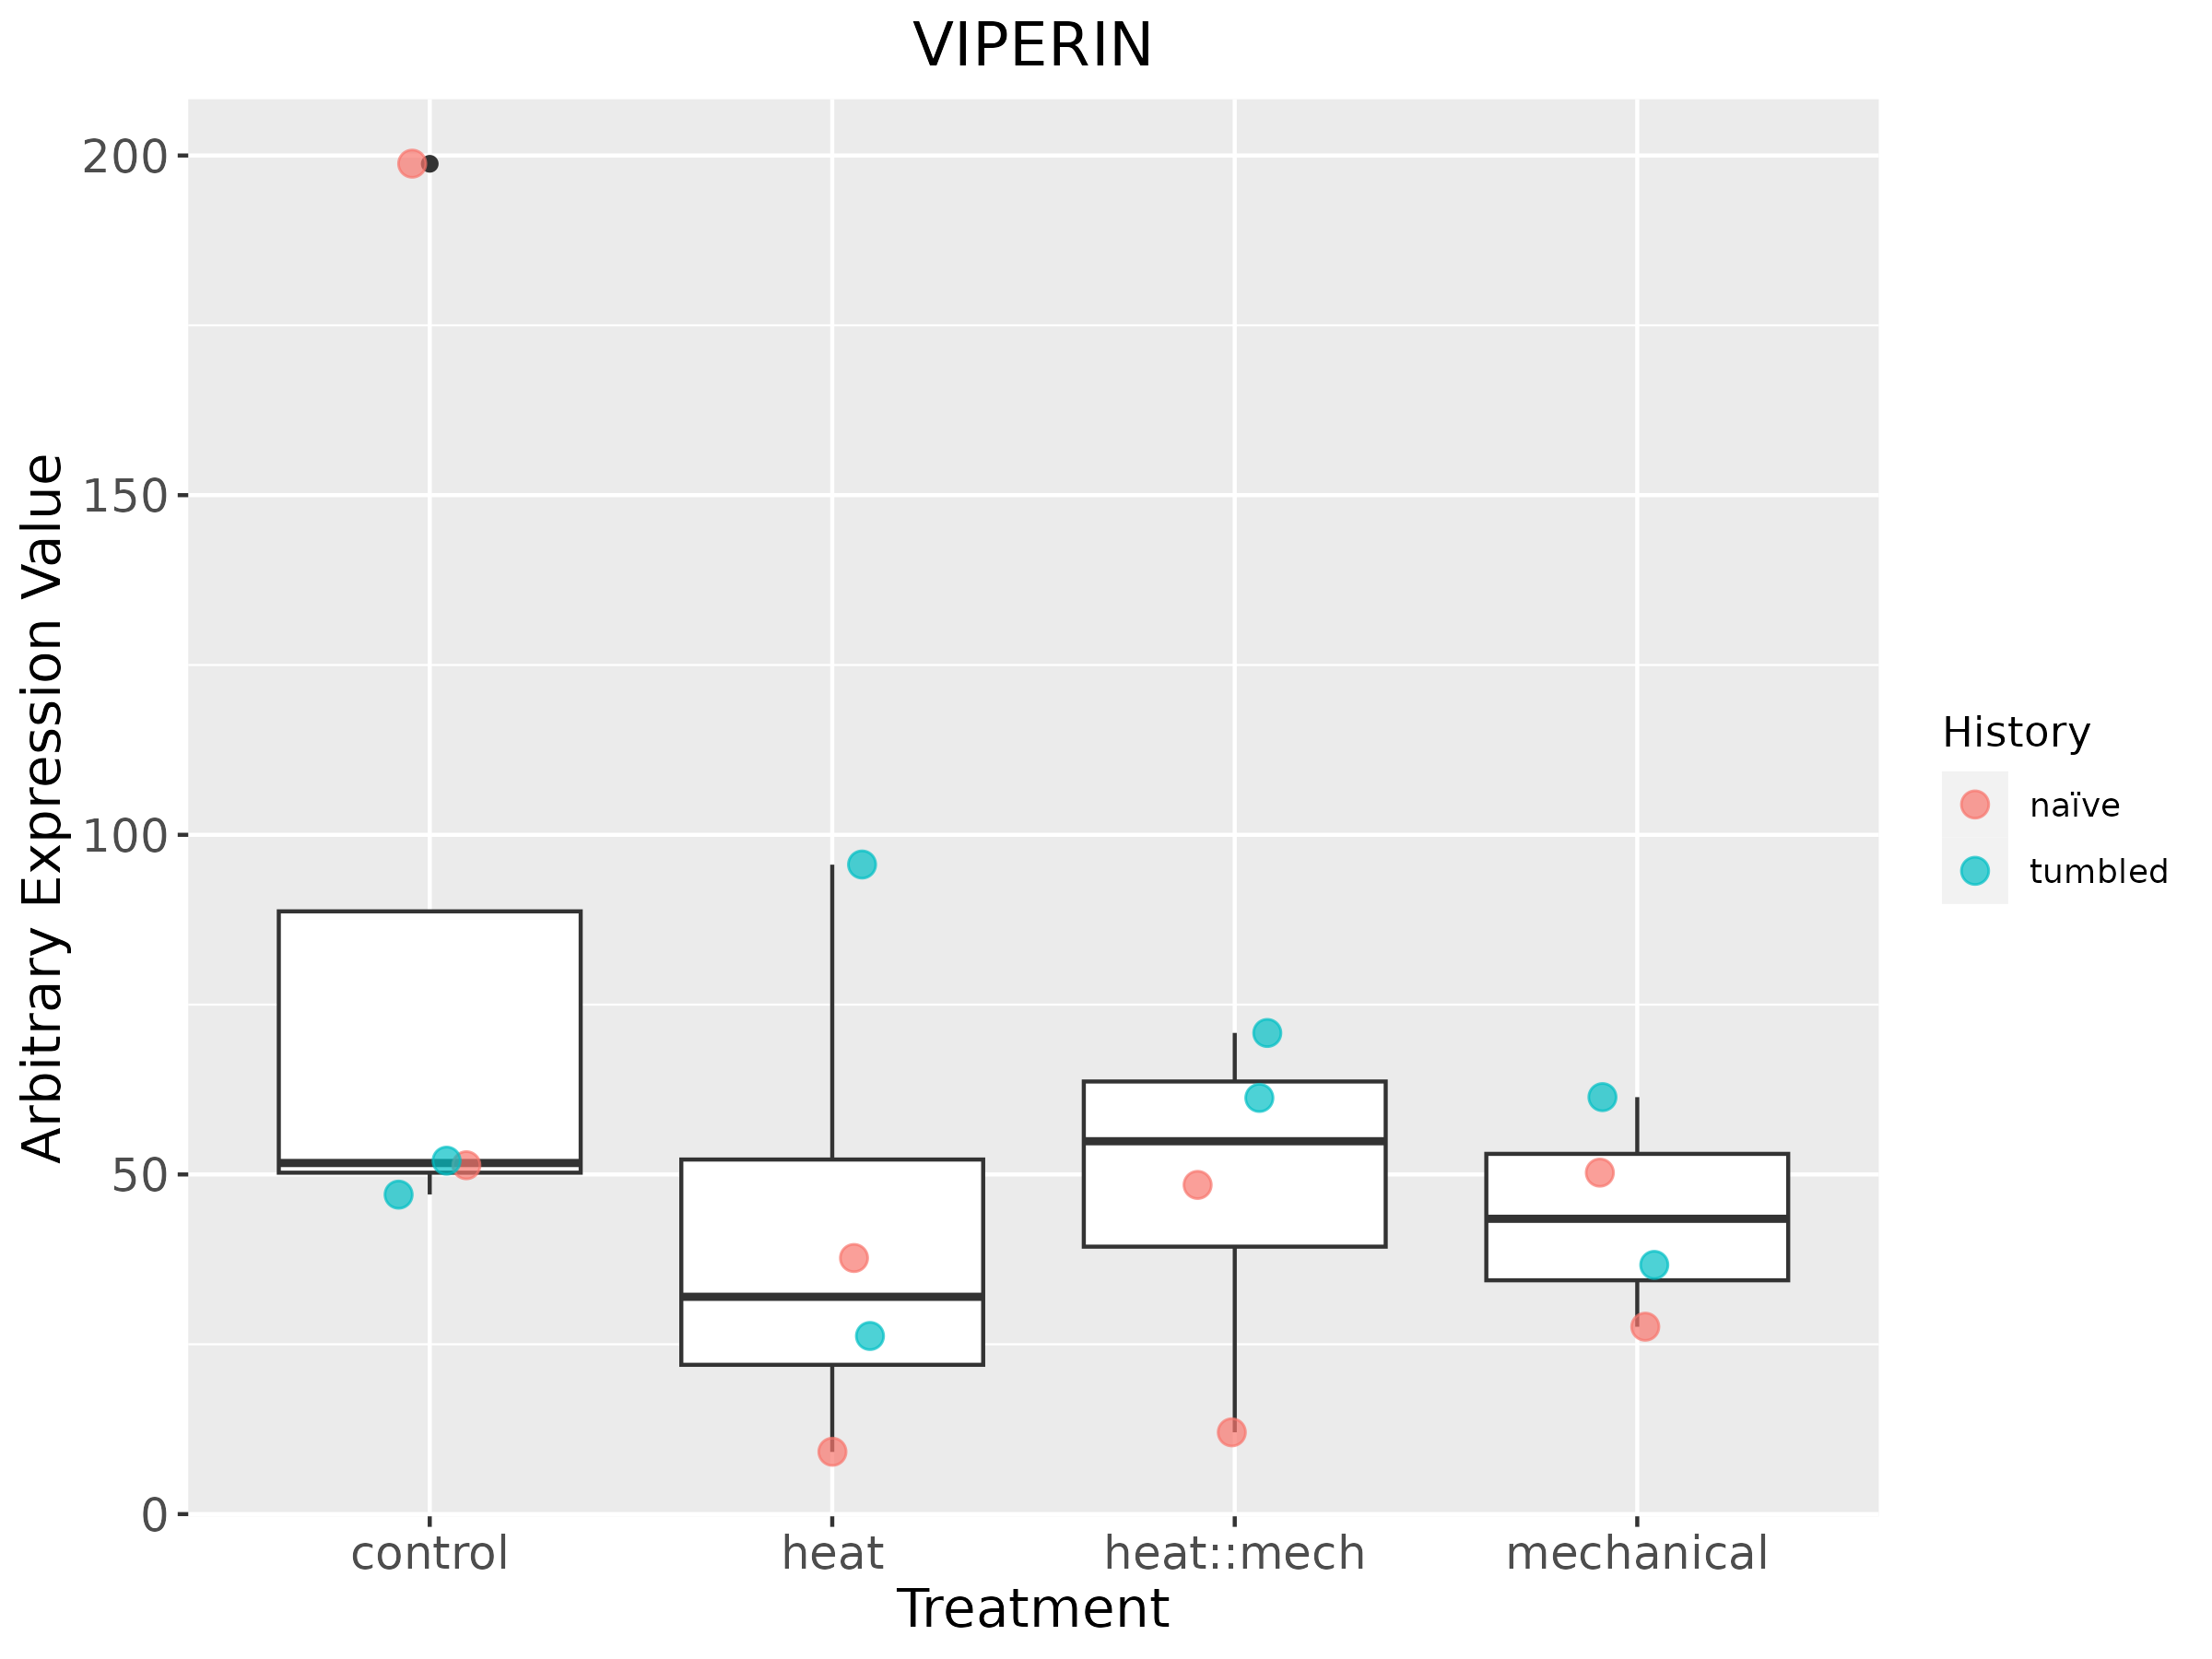 VIPERIN
Arbitrary Expression Value
200
150
100
50
0
control
heat
heat::mech
mechanical
Treatment
History
naïve
tumbled